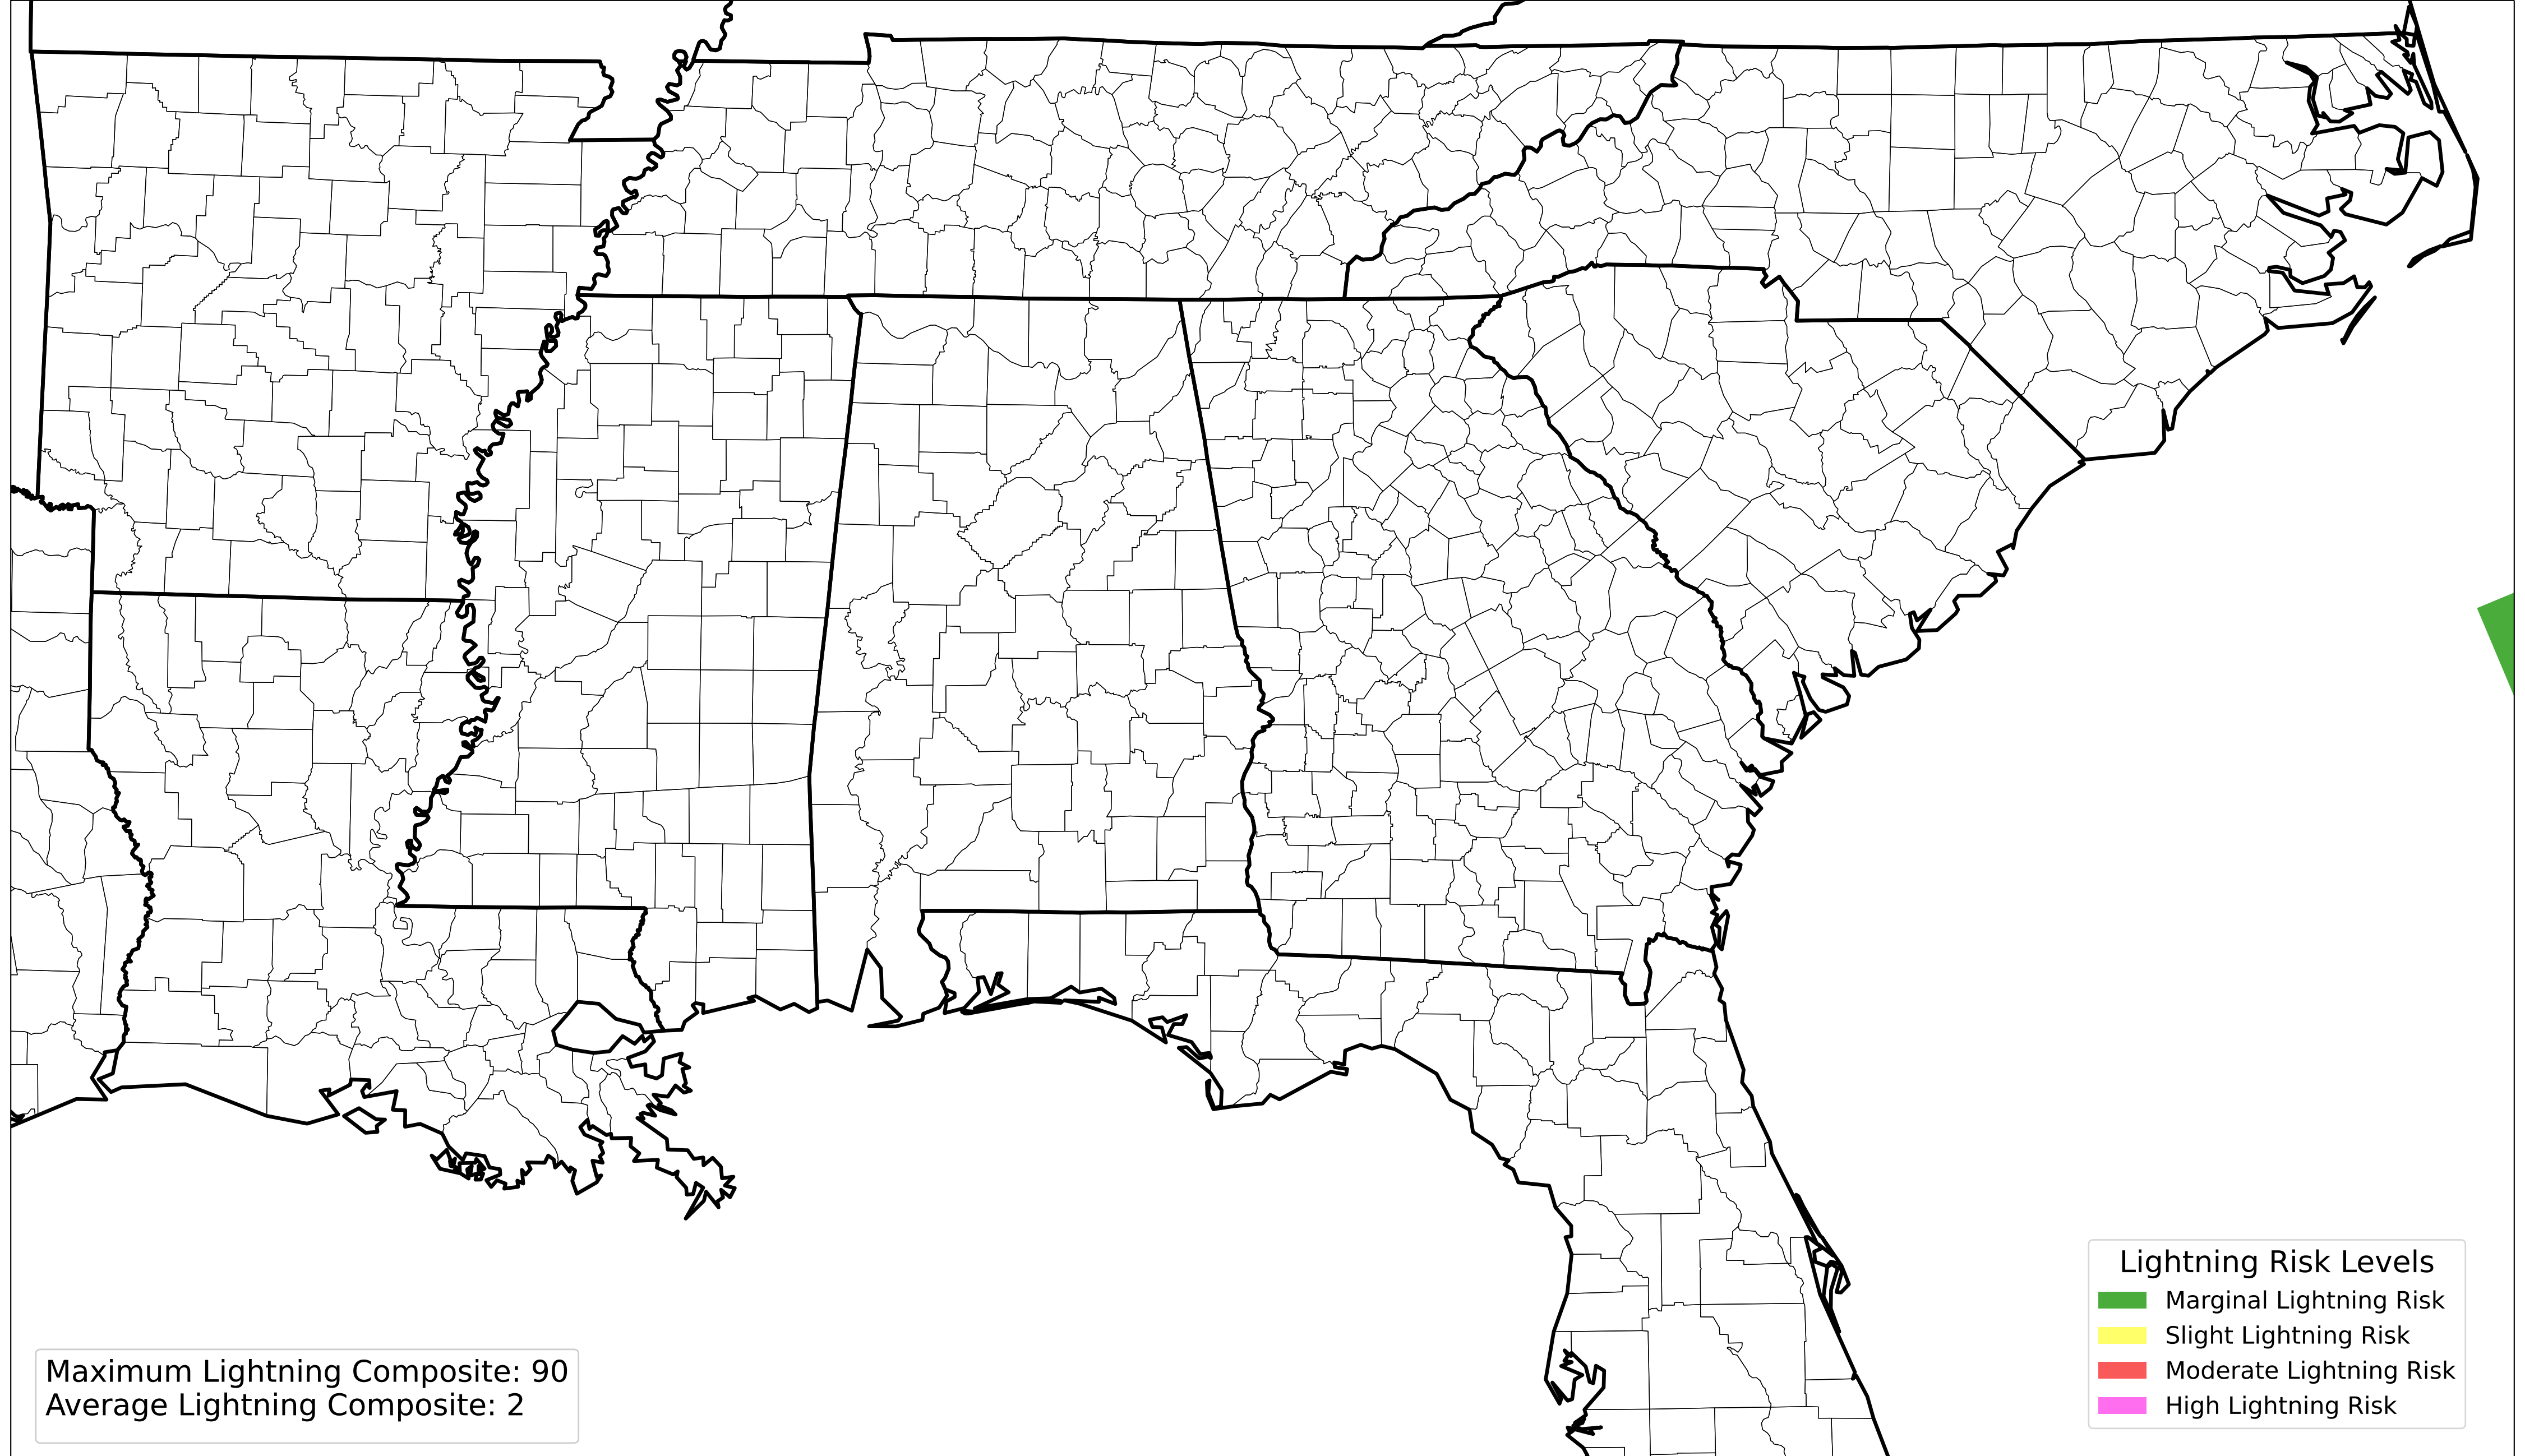 Lightning Risk Levels
Marginal Lightning Risk
Slight Lightning Risk
Moderate Lightning Risk
High Lightning Risk
Maximum Lightning Composite: 90
Average Lightning Composite: 2